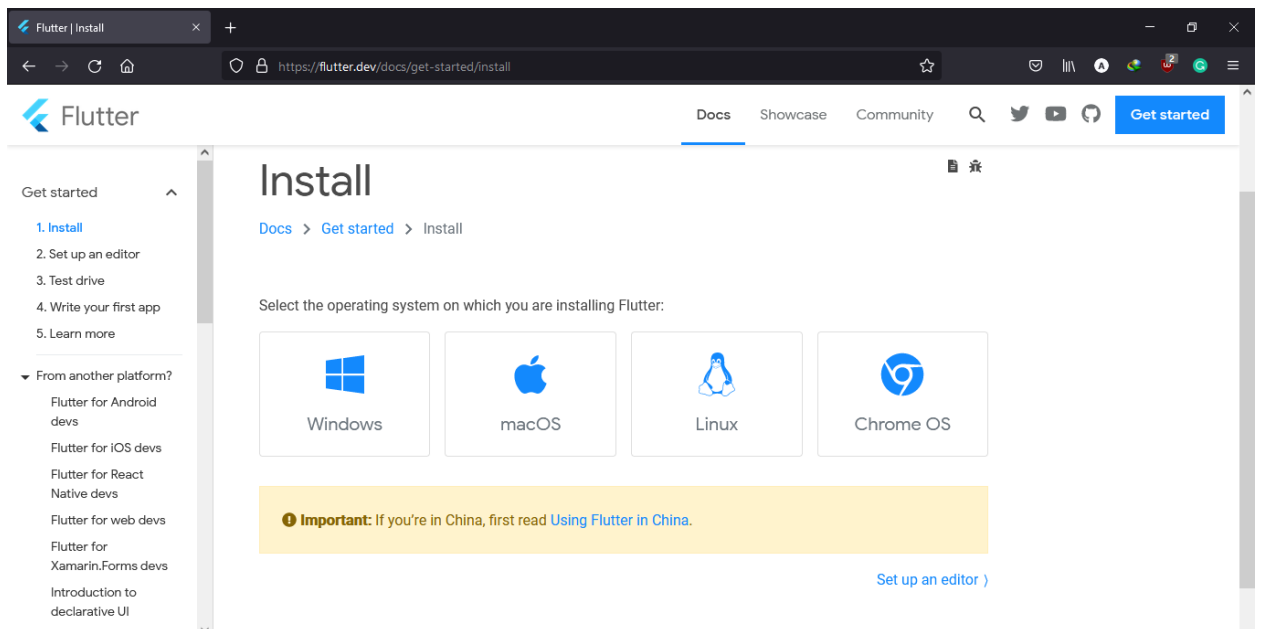 Flutter | Install
https://flutter.dev/docs/get-started/install
2
Flutter
Docs
Showcase
Community
Get started
Get started
1. Install
2. Set up an editor
3. Test drive
4. Write your first app
5. Learn more
From another platform?
Flutter for Android
devs
Flutter for iOS devs
Flutter for React
Native devs
Flutter for web devs
Flutter for
Xamarin.Forms devs
Introduction to
declarative UI
Install
Docs > Get started > Install
Select the operating system on which you are installing Flutter:
Windows
macOS
Linux
Chrome OS
Important: If you’re in China, first read Using Flutter in China.
Set up an editor ⟩